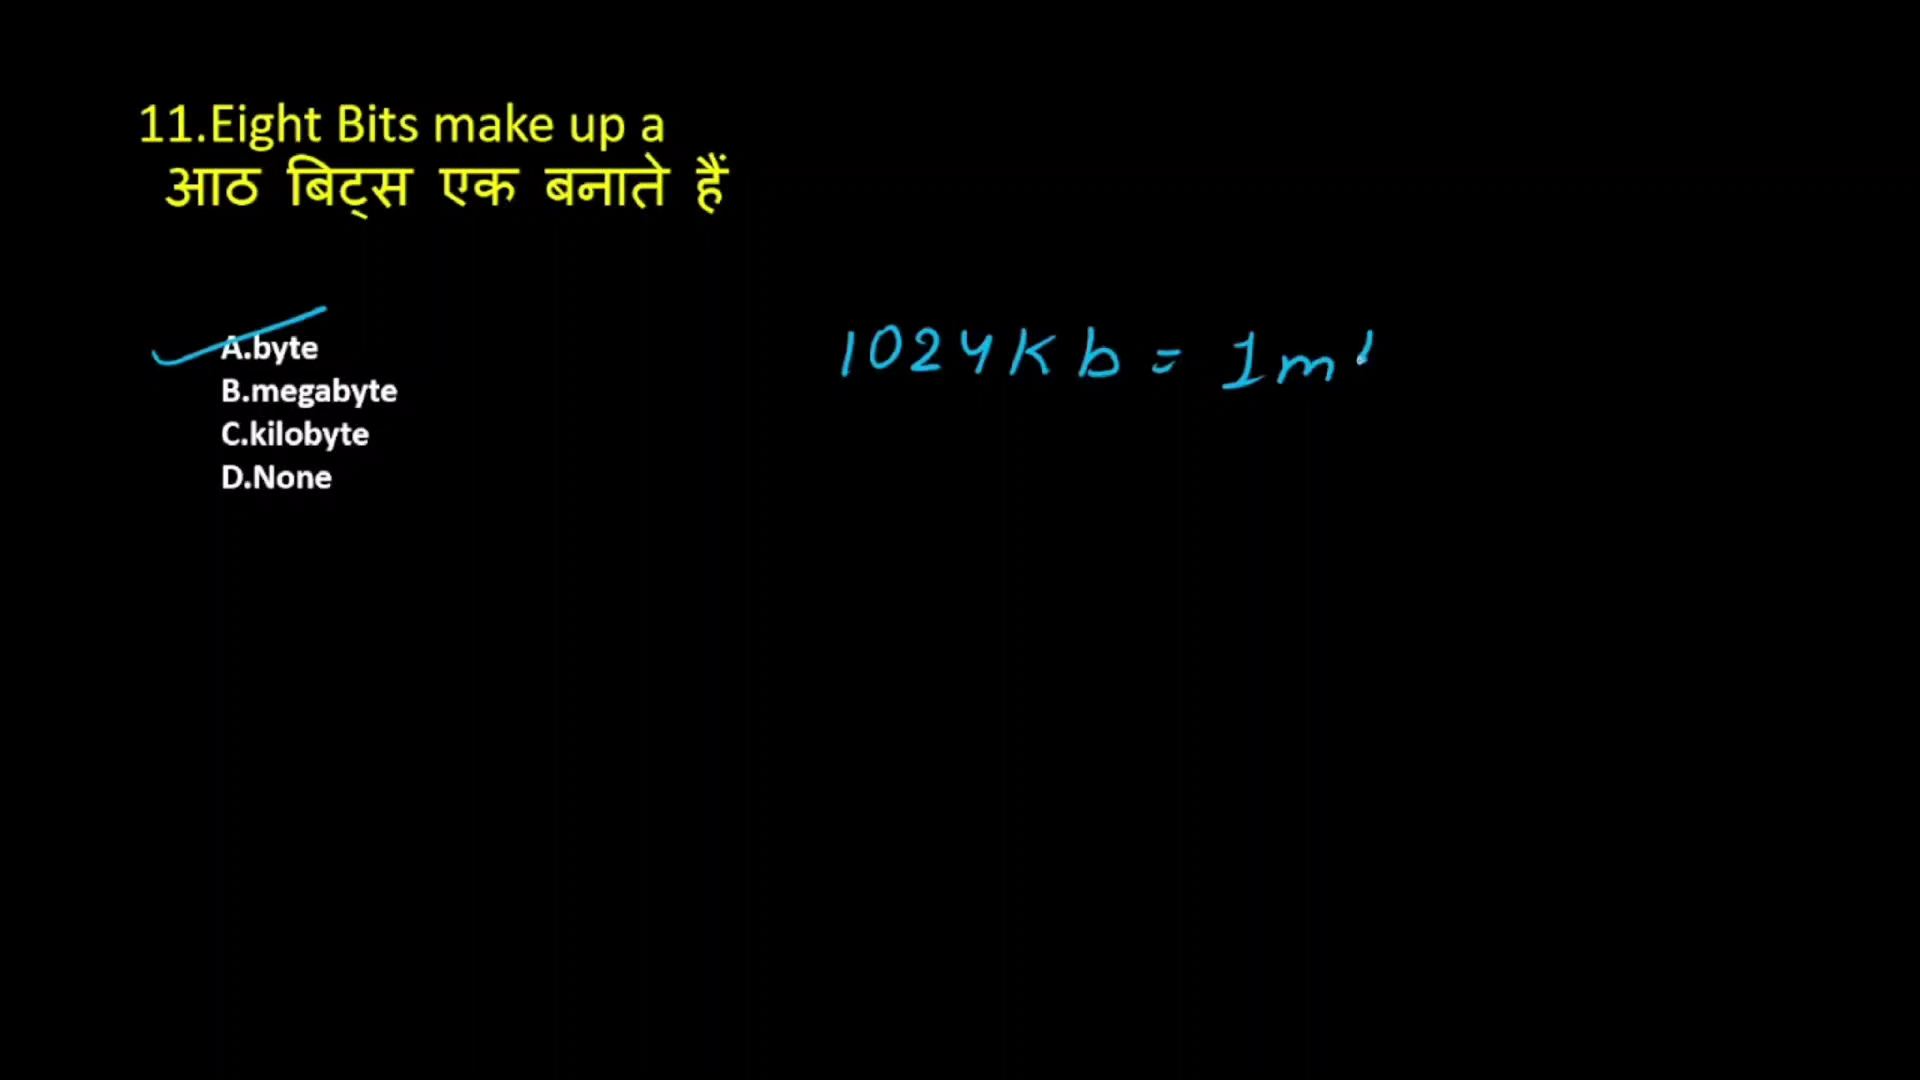 11.Eight Bits make up a
आठ बिट्स एक बनाते हैं
A.byte
B.megabyte
C.kilobyte
D.None
1024Kb = 1m